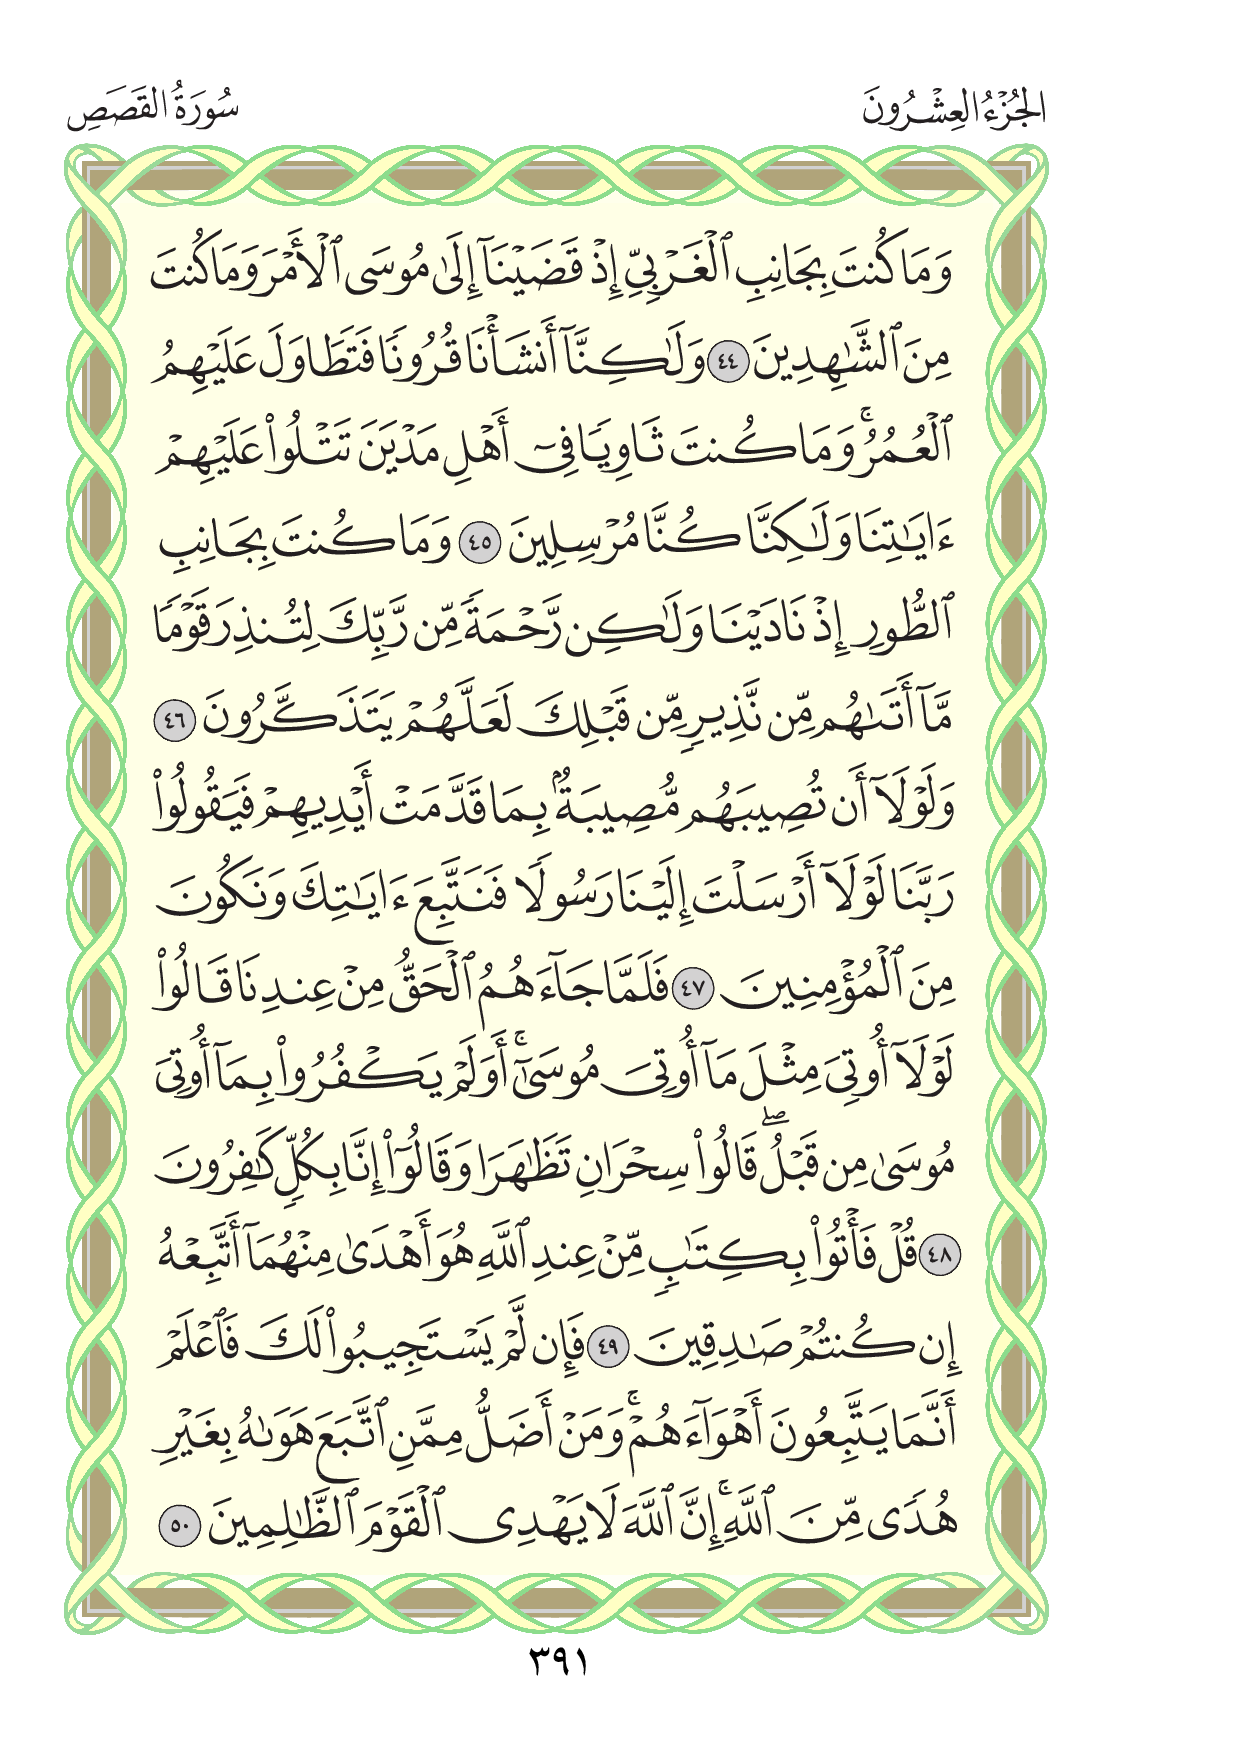 الجُزْءُ العِشْرُونَ
سُورَةُ القَصَصِ
وَمَا كُنتَ بِجَانِبِ ٱلْغَرْبِيِّ إِذْ قَضَيْنَآ إِلَىٰ مُوسَى ٱلْأَمْرَ وَمَا كُنتَ
مِنَ ٱلشَّٰهِدِينَ ٤٤ وَلَٰكِنَّآ أَنشَأْنَا قُرُونًا فَتَطَاوَلَ عَلَيْهِمُ
ٱلْعُمُرُ ۚ وَمَا كُنتَ ثَاوِيًا فِىٓ أَهْلِ مَدْيَنَ تَتْلُوا۟ عَلَيْهِمْ
ءَايَٰتِنَا وَلَٰكِنَّا كُنَّا مُرْسِلِينَ ٤٥ وَمَا كُنتَ بِجَانِبِ
ٱلطُّورِ إِذْ نَادَيْنَا وَلَٰكِن رَّحْمَةً مِّن رَّبِّكَ لِتُنذِرَ قَوْمًا
مَّآ أَتَىٰهُم مِّن نَّذِيرٍ مِّن قَبْلِكَ لَعَلَّهُمْ يَتَذَكَّرُونَ ٤٦
وَلَوْلَآ أَن تُصِيبَهُم مُّصِيبَةٌۢ بِمَا قَدَّمَتْ أَيْدِيهِمْ فَيَقُولُوا۟
رَبَّنَا لَوْلَآ أَرْسَلْتَ إِلَيْنَا رَسُولًا فَنَتَّبِعَ ءَايَٰتِكَ وَنَكُونَ
مِنَ ٱلْمُؤْمِنِينَ ٤٧ فَلَمَّا جَآءَهُمُ ٱلْحَقُّ مِنْ عِندِنَا قَالُوا۟
لَوْلَآ أُوتِىَ مِثْلَ مَآ أُوتِىَ مُوسَىٰٓ ۚ أَوَلَمْ يَكْفُرُوا۟ بِمَآ أُوتِىَ
مُوسَىٰ مِن قَبْلُ ۖ قَالُوا۟ سِحْرَانِ تَظَٰهَرَا وَقَالُوٓا۟ إِنَّا بِكُلٍّ كَٰفِرُونَ
٤٨ قُلْ فَأْتُوا۟ بِكِتَٰبٍ مِّنْ عِندِ ٱللَّهِ هُوَ أَهْدَىٰ مِنْهُمَآ أَتَّبِعْهُ
إِن كُنتُمْ صَٰدِقِينَ ٤٩ فَإِن لَّمْ يَسْتَجِيبُوا۟ لَكَ فَٱعْلَمْ
أَنَّمَا يَتَّبِعُونَ أَهْوَآءَهُمْ ۚ وَمَنْ أَضَلُّ مِمَّنِ ٱتَّبَعَ هَوَىٰهُ بِغَيْرِ
هُدًى مِّنَ ٱللَّهِ ۚ إِنَّ ٱللَّهَ لَا يَهْدِى ٱلْقَوْمَ ٱلظَّٰلِمِينَ ٥٠
٣٩١